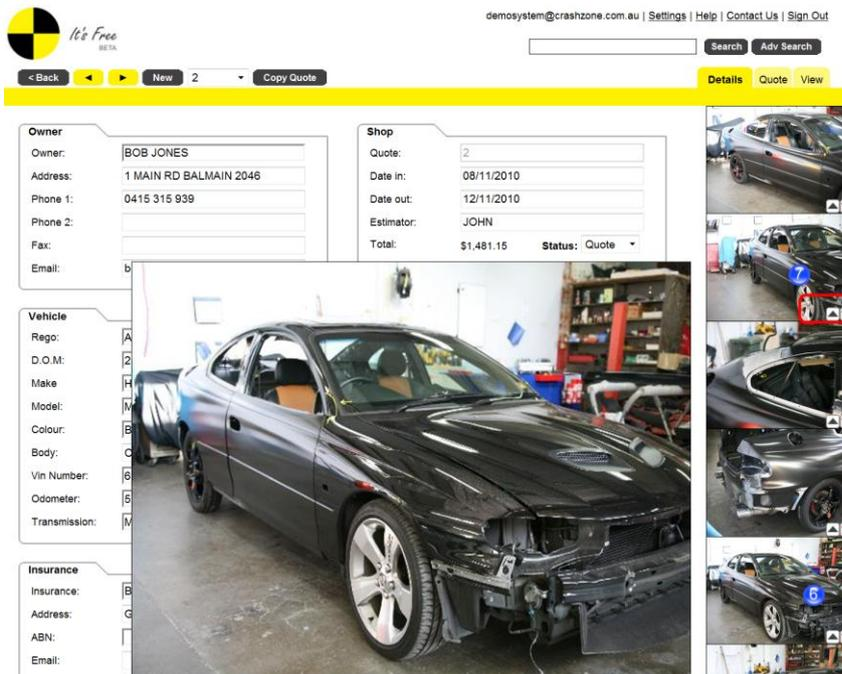 demosystem@crashzone.com.au | Settings | Help | Contact Us | Sign Out
It's Free
BETA
Search Adv Search
< Back New 2 Copy Quote
Details Quote View
Owner
Owner: BOB JONES
Address: 1 MAIN RD BALMAIN 2046
Phone 1: 0415 315 939
Phone 2:
Fax:
Email: b
Shop
Quote: 2
Date in: 08/11/2010
Date out: 12/11/2010
Estimator: JOHN
Total: $1,481.15 Status: Quote
Vehicle
Rego: A
D.O.M: 2
Make H
Model: M
Colour: B
Body: C
Vin Number: 6
Odometer: 5
Transmission: M
Insurance
Insurance: B
Address: G
ABN:
Email:
7
6